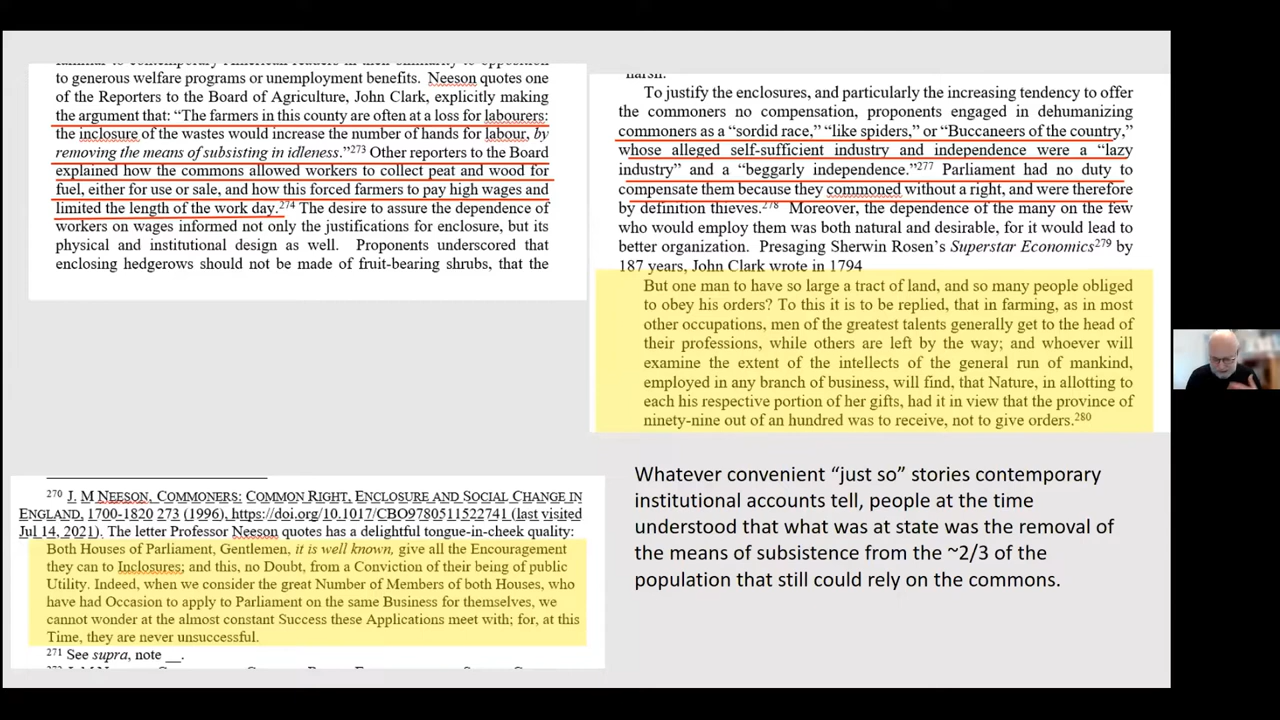 to generous welfare programs or unemployment benefits. Neeson quotes one
of the Reporters to the Board of Agriculture, John Clark, explicitly making
the argument that: “The farmers in this county are often at a loss for labourers:
the inclosure of the wastes would increase the number of hands for labour, by
removing the means of subsisting in idleness.”273 Other reporters to the Board
explained how the commons allowed workers to collect peat and wood for
fuel, either for use or sale, and how this forced farmers to pay high wages and
limited the length of the work day.274 The desire to assure the dependence of
workers on wages informed not only the justifications for enclosure, but its
physical and institutional design as well. Proponents underscored that
enclosing hedgerows should not be made of fruit-bearing shrubs, that the
harsh.
To justify the enclosures, and particularly the increasing tendency to offer
the commoners no compensation, proponents engaged in dehumanizing
commoners as a “sordid race,” “like spiders,” or “Buccaneers of the country,”
whose alleged self-sufficient industry and independence were a “lazy
industry” and a “beggarly independence.”277 Parliament had no duty to
compensate them because they commoned without a right, and were therefore
by definition thieves.278 Moreover, the dependence of the many on the few
who would employ them was both natural and desirable, for it would lead to
better organization. Presaging Sherwin Rosen’s Superstar Economics279 by
187 years, John Clark wrote in 1794
But one man to have so large a tract of land, and so many people obliged
to obey his orders? To this it is to be replied, that in farming, as in most
other occupations, men of the greatest talents generally get to the head of
their professions, while others are left by the way; and whoever will
examine the extent of the intellects of the general run of mankind,
employed in any branch of business, will find, that Nature, in allotting to
each his respective portion of her gifts, had it in view that the province of
ninety-nine out of an hundred was to receive, not to give orders.280
270 J. M NEESON, COMMONERS: COMMON RIGHT, ENCLOSURE AND SOCIAL CHANGE IN
ENGLAND, 1700-1820 273 (1996), https://doi.org/10.1017/CBO9780511522741 (last visited
Jul.14, 2021). The letter Professor Neeson quotes has a delightful tongue-in-cheek quality:
Both Houses of Parliament, Gentlemen, it is well known, give all the Encouragement
they can to Inclosures; and this, no Doubt, from a Conviction of their being of public
Utility. Indeed, when we consider the great Number of Members of both Houses, who
have had Occasion to apply to Parliament on the same Business for themselves, we
cannot wonder at the almost constant Success these Applications meet with; for, at this
Time, they are never unsuccessful.
271 See supra, note __.
Whatever convenient “just so” stories contemporary
institutional accounts tell, people at the time
understood that what was at state was the removal of
the means of subsistence from the ~2/3 of the
population that still could rely on the commons.